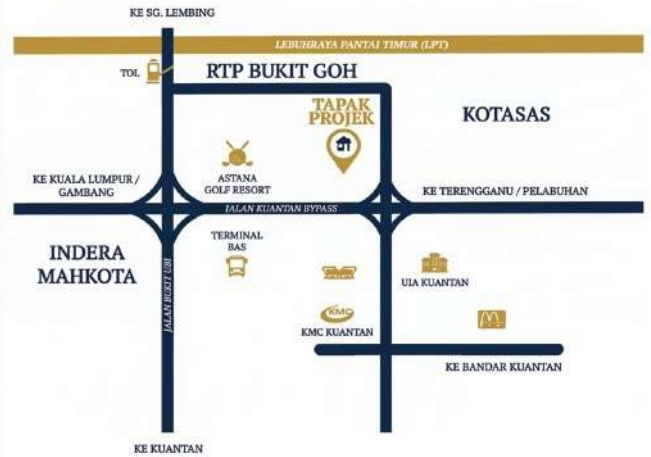 KE SG. LEMBING
LEBUHRAYA PANTAI TIMUR (LPT)
TOL
RTP BUKIT GOH
TAPAK
PROJEK
KOTASAS
ASTANA
GOLF RESORT
KE KUALA LUMPUR /
GAMBANG
KE TERENGGANU / PELABUHAN
JALAN KUANTAN BYPASS
INDERA
MAHKOTA
TERMINAL
BAS
JALAN BUKIT UBI
UIA KUANTAN
KMC
KMC KUANTAN
KE BANDAR KUANTAN
KE KUANTAN